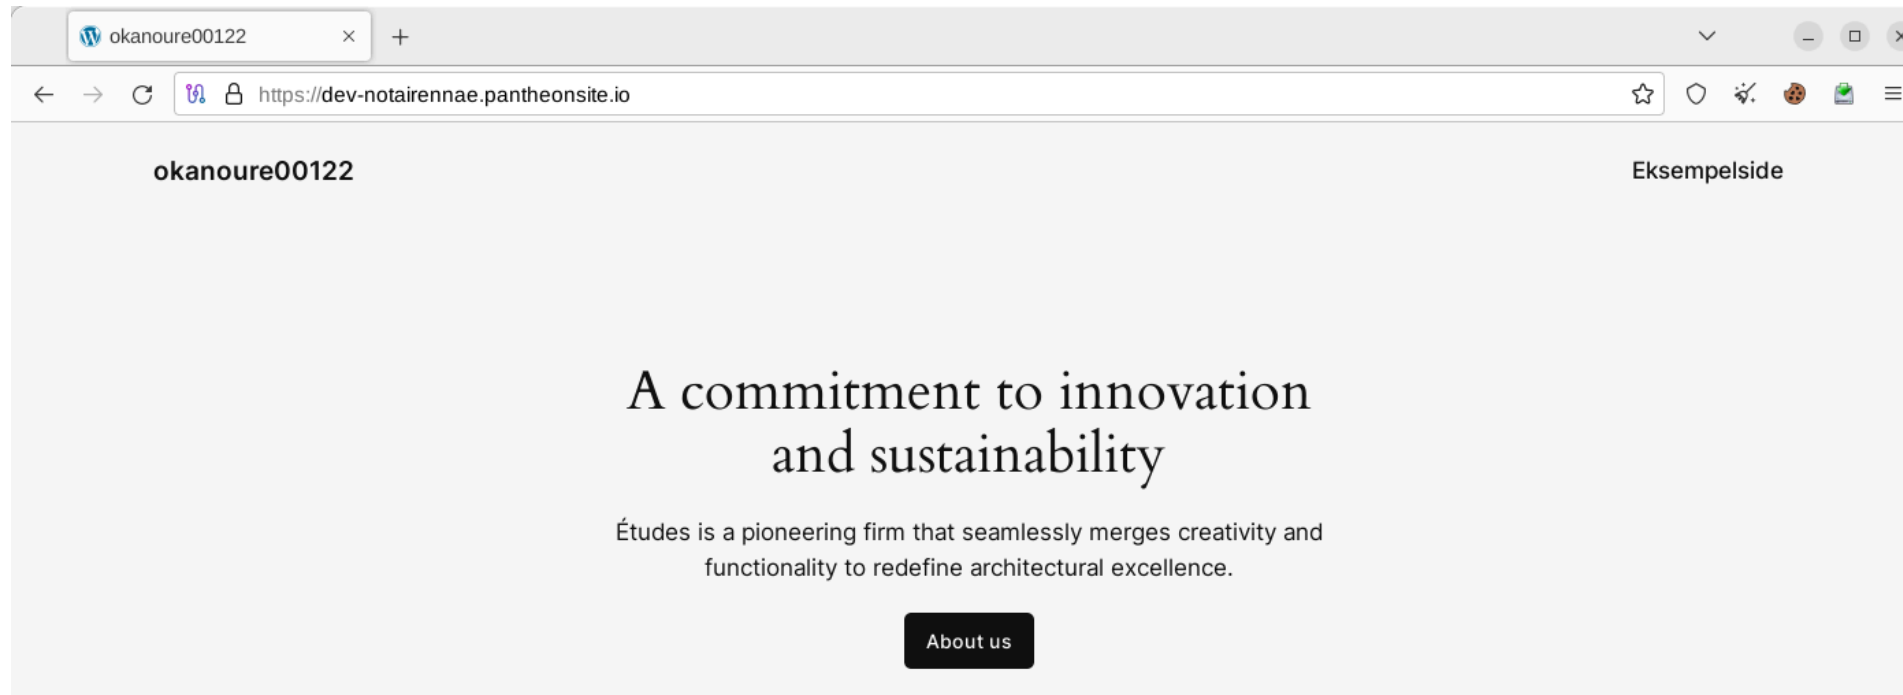 okanoure00122
https://dev-notairennae.pantheonsite.io
okanoure00122
Eksempelside
A commitment to innovation
and sustainability
Études is a pioneering firm that seamlessly merges creativity and
functionality to redefine architectural excellence.
About us